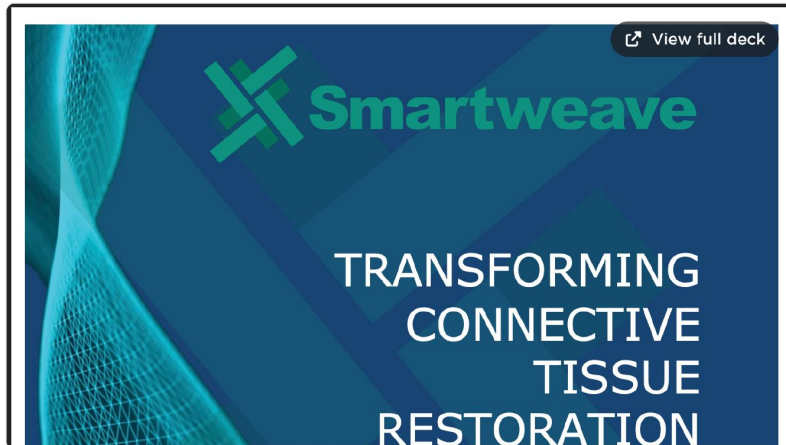 View full deck
Smartweave
TRANSFORMING
CONNECTIVE
TISSUE
RESTORATION